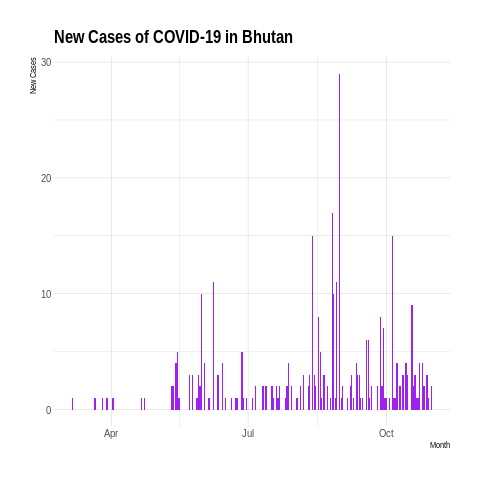 New Cases of COVID-19 in Bhutan
New Cases
30
20
10
0
Apr
Jul
Oct
Month